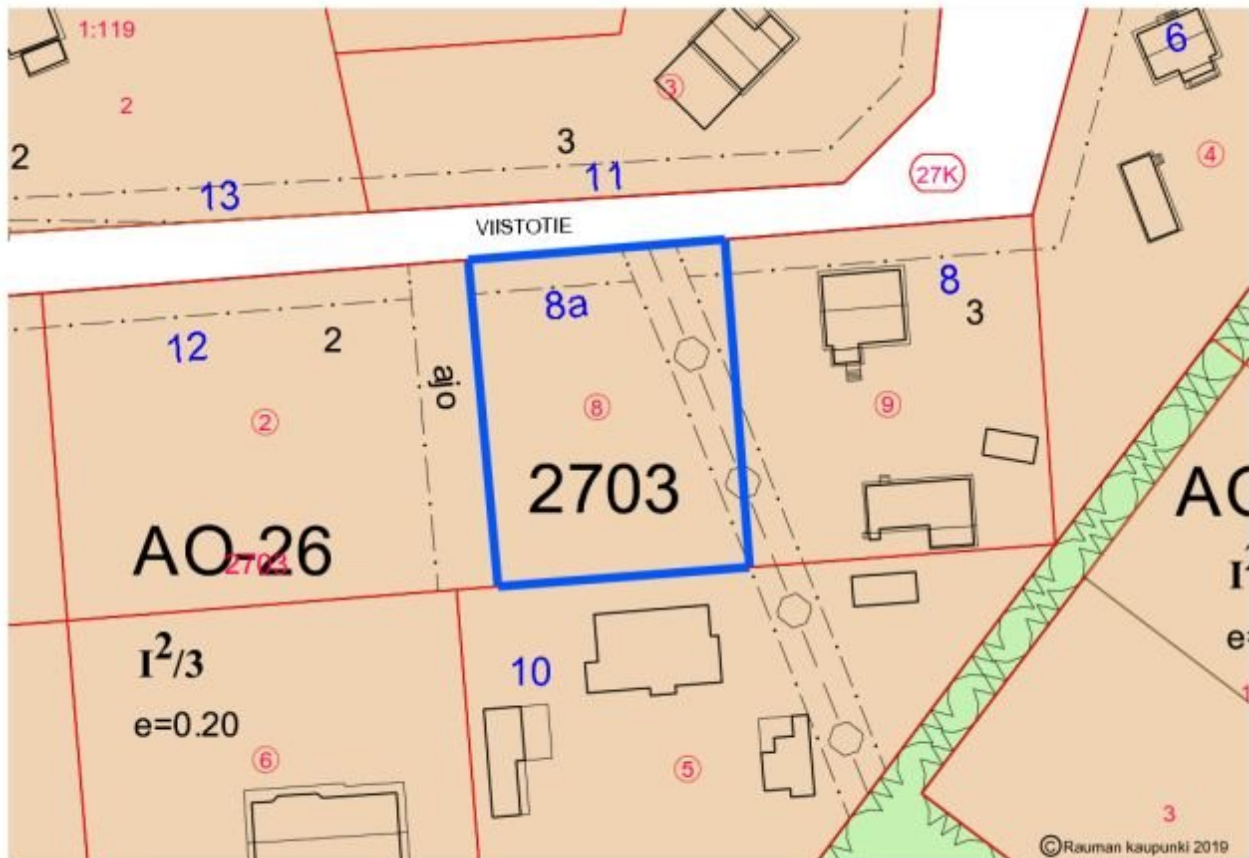 1:119
6
2
③
2
3
④
13
11
27K
VIISTOTIE
8a
8
3
12
2
ajo
②
⑧
⑨
2703
AO-26
2703
AO
I²/3
e=0.20
10
⑥
⑤
e=
3
©Rauman kaupunki 2019